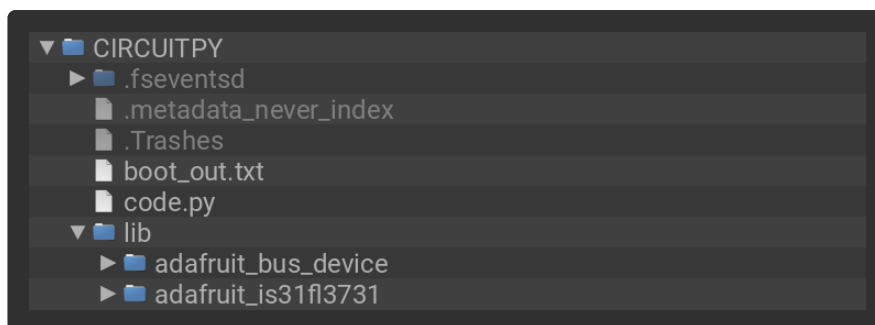 CIRCUITPY
.fseventsd
.metadata_never_index
.Trashes
boot_out.txt
code.py
lib
adafruit_bus_device
adafruit_is31fl3731